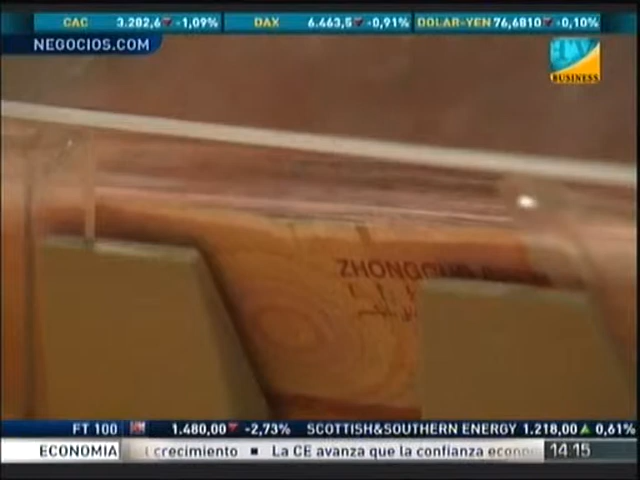 CAC 3.202,6 -1,09% DAX 6.463,5 -0,91% DOLAR-YEN 76,6810 -0,10%
NEGOCIOS.COM
TV
BUSINESS
FT 100 1.480,00 -2,73% SCOTTISH&SOUTHERN ENERGY 1.218,00 0,61%
ECONOMIA crecimiento ■ La CE avanza que la confianza 14:15